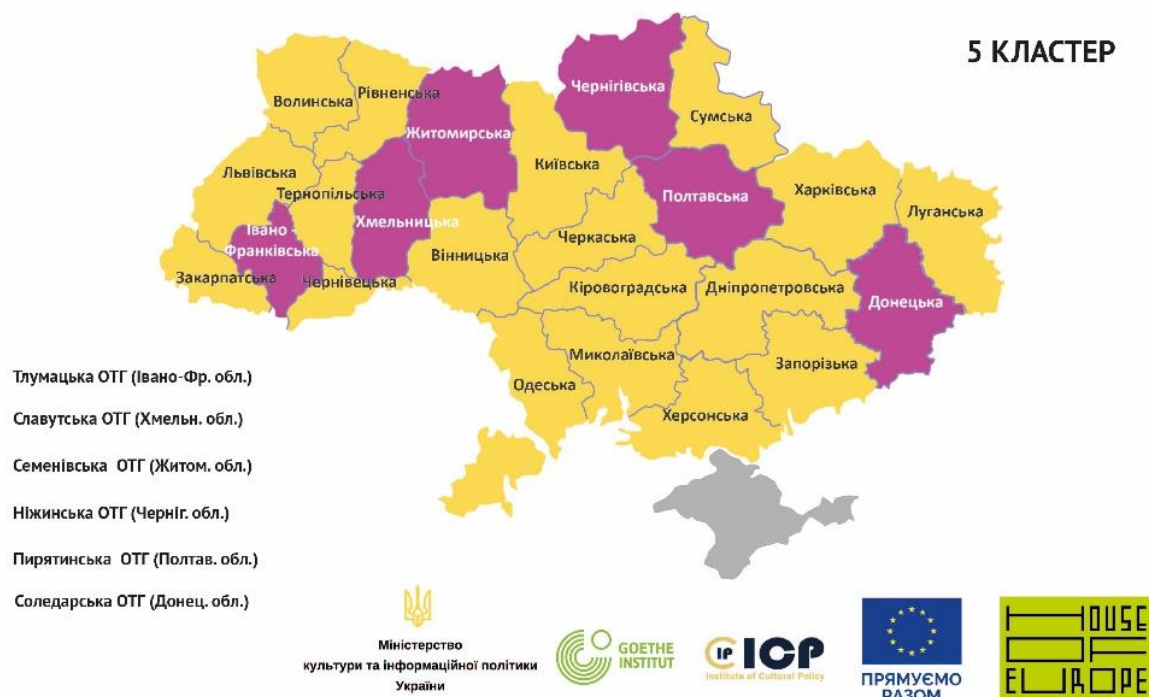 5 КЛАСТЕР
Волинська
Рівненська
Житомирська
Чернігівська
Сумська
Київська
Львівська
Тернопільська
Хмельницька
Полтавська
Харківська
Луганська
Івано -
Франківська
Вінницька
Черкаська
Закарпатська
Чернівецька
Кіровоградська
Дніпропетровська
Донецька
Миколаївська
Запорізька
Одеська
Херсонська
Тлумацька ОТГ (Івано-Фр. обл.)
Славутська ОТГ (Хмельн. обл.)
Семенівська ОТГ (Житом. обл.)
Ніжинська ОТГ (Черніг. обл.)
Пирятинська ОТГ (Полтав. обл.)
Соледарська ОТГ (Донец. обл.)
Міністерство
культури та інформаційної політики
України
GOETHE
INSTITUT
IP
ICP
Institute of Cultural Policy
ПРЯМУЄМО
РАЗОМ
HOUSE
OF
EUROPE